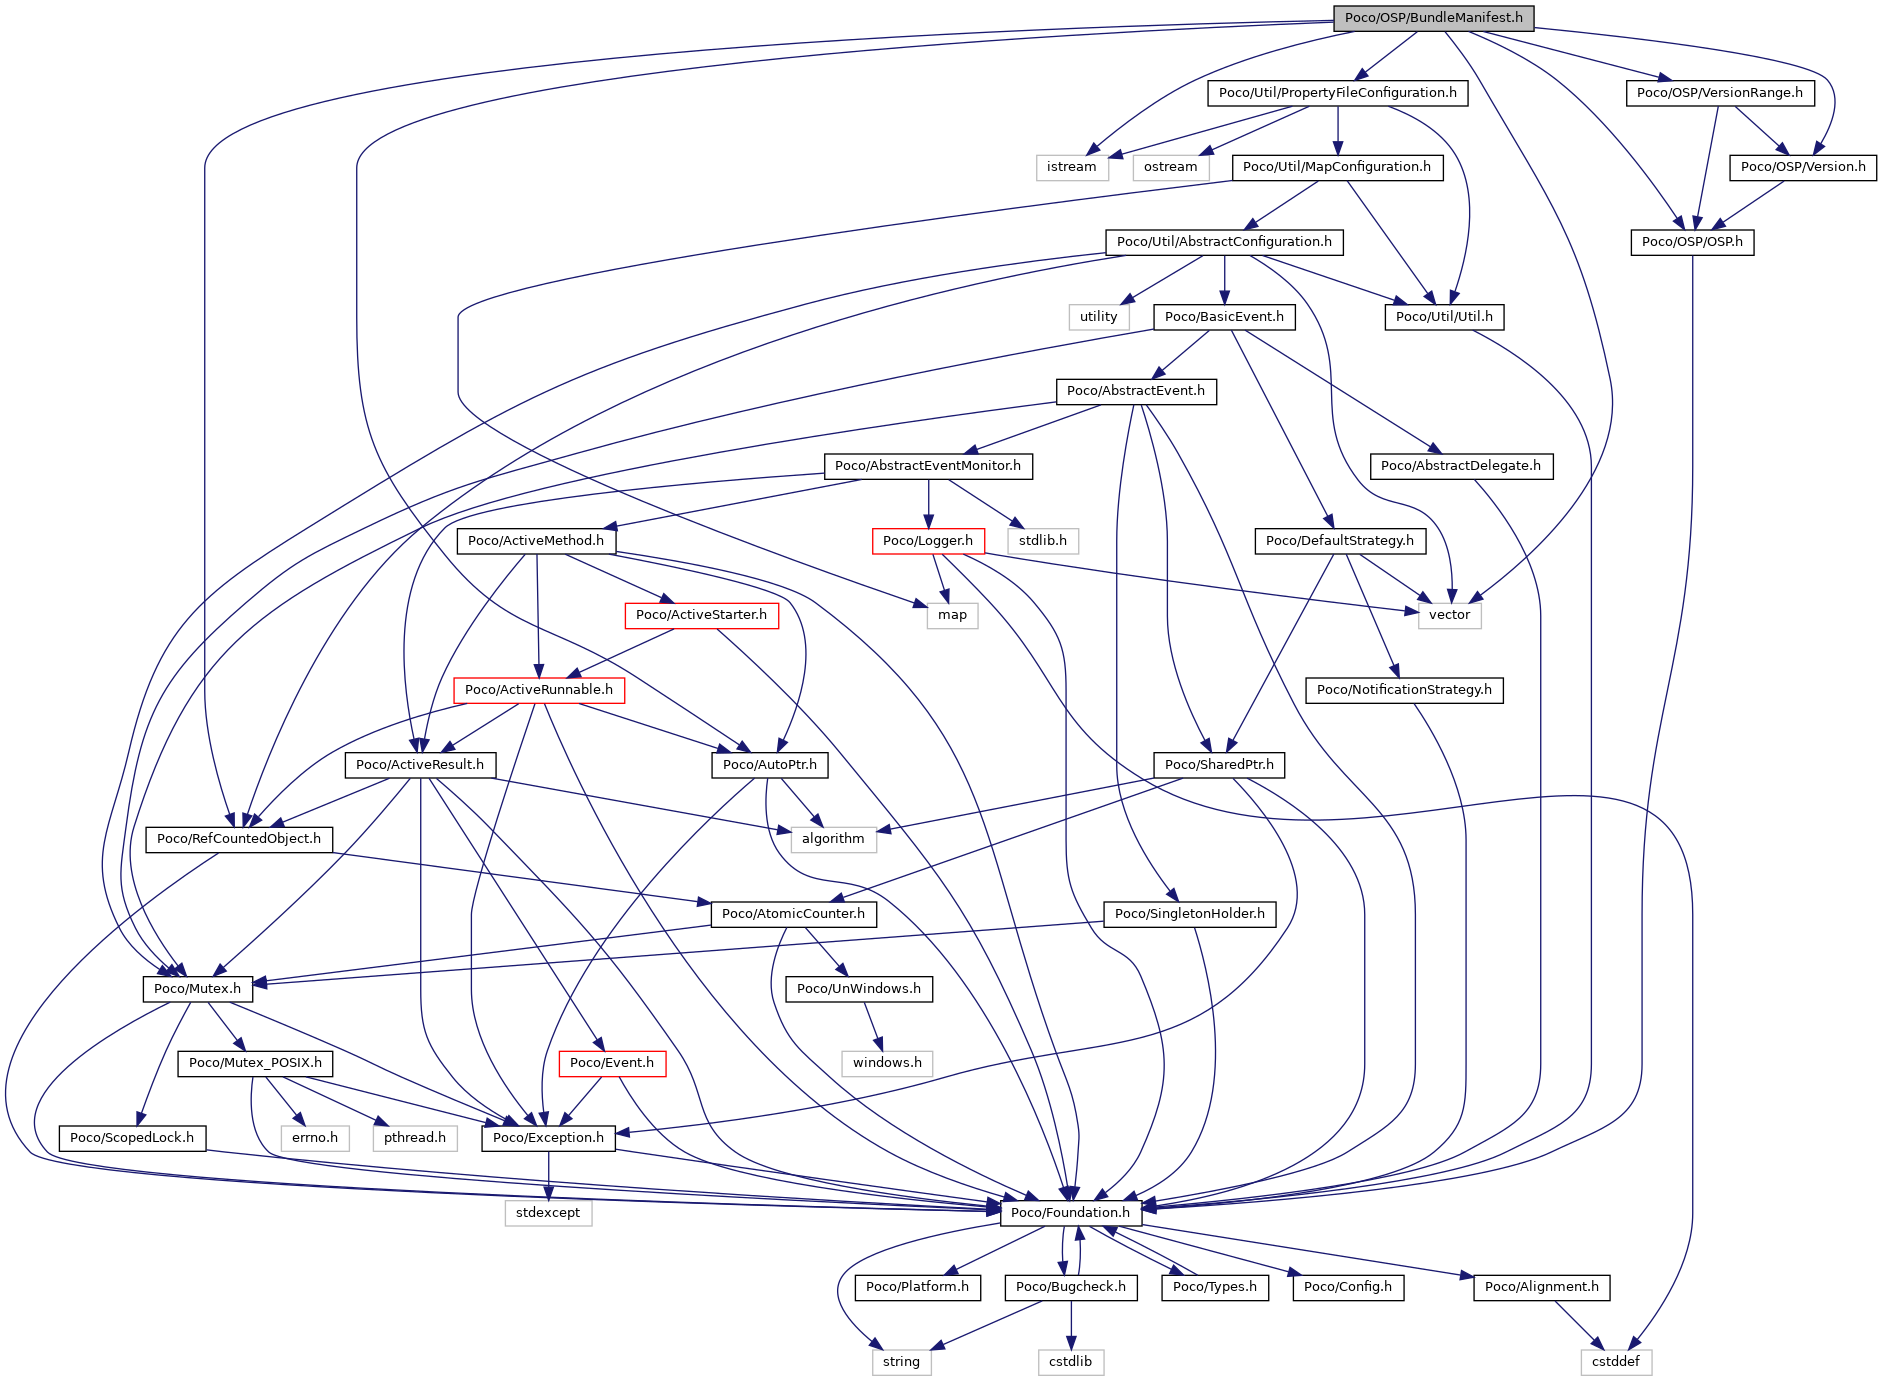 Poco/OSP/BundleManifest.h
Poco/Util/PropertyFileConfiguration.h
Poco/OSP/VersionRange.h
istream
ostream
Poco/Util/MapConfiguration.h
Poco/OSP/Version.h
Poco/Util/AbstractConfiguration.h
Poco/OSP/OSP.h
utility
Poco/BasicEvent.h
Poco/Util/Util.h
Poco/AbstractEvent.h
Poco/AbstractEventMonitor.h
Poco/AbstractDelegate.h
Poco/ActiveMethod.h
Poco/Logger.h
stdlib.h
Poco/DefaultStrategy.h
Poco/ActiveStarter.h
map
vector
Poco/ActiveRunnable.h
Poco/NotificationStrategy.h
Poco/ActiveResult.h
Poco/AutoPtr.h
Poco/SharedPtr.h
Poco/RefCountedObject.h
algorithm
Poco/AtomicCounter.h
Poco/SingletonHolder.h
Poco/Mutex.h
Poco/UnWindows.h
Poco/Mutex_POSIX.h
Poco/Event.h
windows.h
Poco/ScopedLock.h
errno.h
pthread.h
Poco/Exception.h
stdexcept
Poco/Foundation.h
Poco/Platform.h
Poco/Bugcheck.h
Poco/Types.h
Poco/Config.h
Poco/Alignment.h
string
cstdlib
cstddef